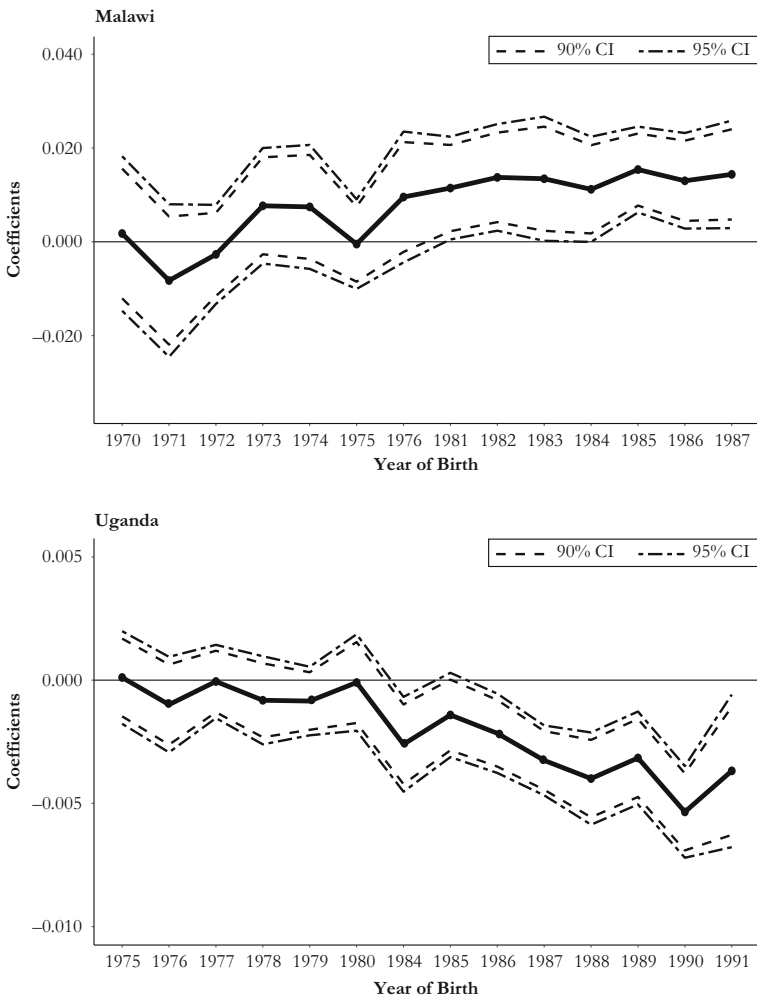 Malawi
0.040
90% CI 95% CI
0.020
0.000
–0.020
Coefficients
1970 1971 1972 1973 1974 1975 1976 1981 1982 1983 1984 1985 1986 1987
Year of Birth
Uganda
0.005
90% CI 95% CI
0.000
–0.005
–0.010
Coefficients
1975 1976 1977 1978 1979 1980 1984 1985 1986 1987 1988 1989 1990 1991
Year of Birth